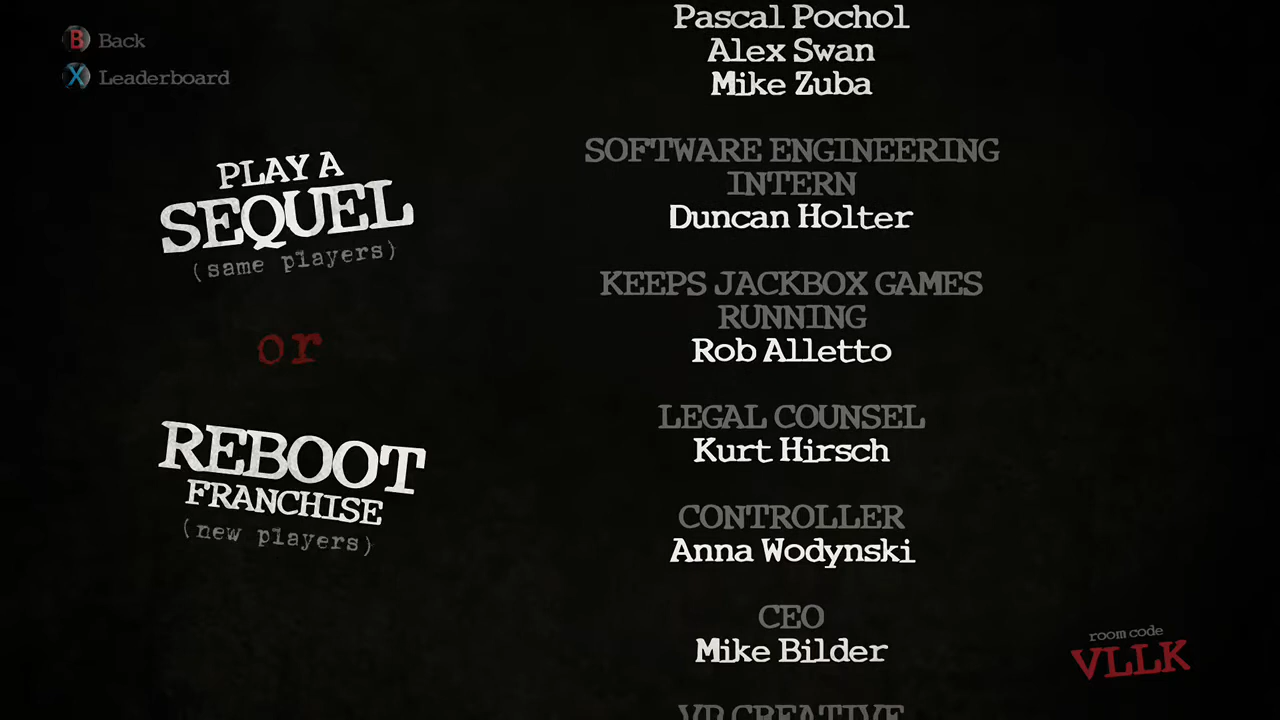 B Back
X Leaderboard
PLAY A
SEQUEL
(same players)
or
REBOOT
FRANCHISE
(new players)
Pascal Pochol
Alex Swan
Mike Zuba
SOFTWARE ENGINEERING
INTERN
Duncan Holter
KEEPS JACKBOX GAMES
RUNNING
Rob Alletto
LEGAL COUNSEL
Kurt Hirsch
CONTROLLER
Anna Wodynski
CEO
Mike Bilder
VP CREATIVE
room code
VLLK